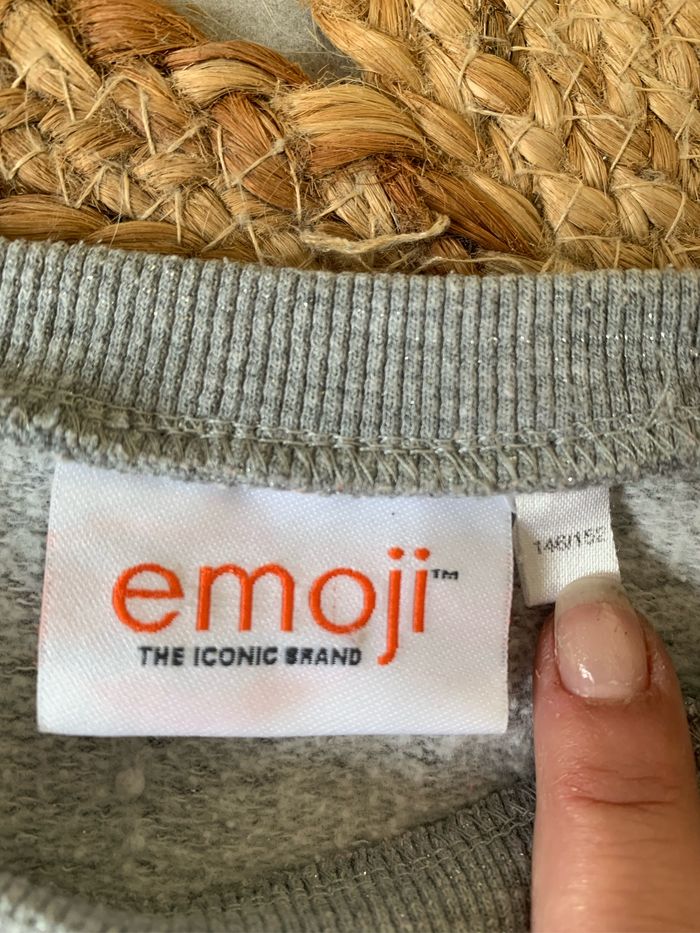 emoji™
THE ICONIC BRAND
146/152